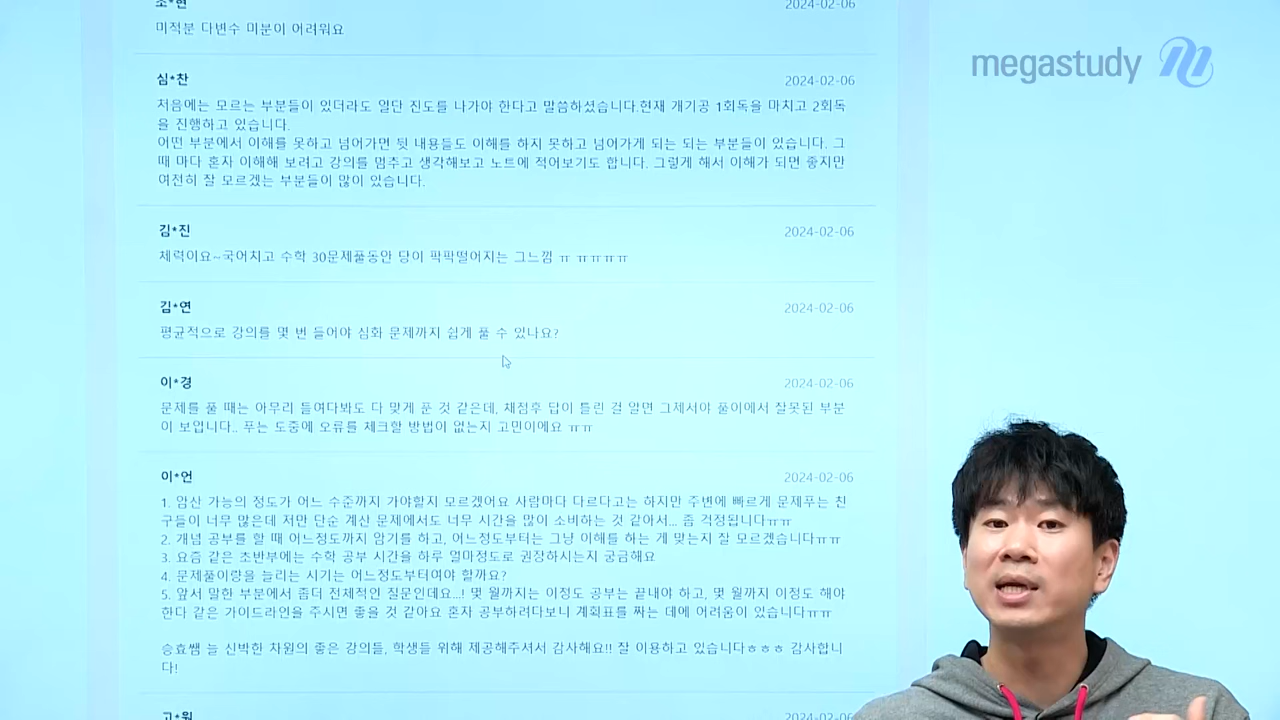 조*현 2024-02-06
미적분 다변수 미분이 어려워요
megastudy
심*찬 2024-02-06
처음에는 모르는 부분들이 있더라도 일단 진도를 나가야 한다고 말씀하셨습니다.현재 개기공 1회독을 마치고 2회독
을 진행하고 있습니다.
어떤 부분에서 이해를 못하고 넘어가면 뒷 내용들도 이해를 하지 못하고 넘어가게 되는 되는 부분들이 있습니다. 그
때 마다 혼자 이해해 보려고 강의를 멈추고 생각해보고 노트에 적어보기도 합니다. 그렇게 해서 이해가 되면 좋지만
여전히 잘 모르겠는 부분들이 많이 있습니다.
김*진 2024-02-06
체력이요~국어치고 수학 30문제풀동안 당이 팍팍떨어지는 그느낌 ㅠ ㅠㅠㅠㅠ
김*연 2024-02-06
평균적으로 강의를 몇 번 들어야 심화 문제까지 쉽게 풀 수 있나요?
이*경 2024-02-06
문제를 풀 때는 아무리 들여다봐도 다 맞게 푼 것 같은데, 채점후 답이 틀린 걸 알면 그제서야 풀이에서 잘못된 부분
이 보입니다.. 푸는 도중에 오류를 체크할 방법이 없는지 고민이에요 ㅠㅠ
이*언 2024-02-06
1. 암산 가능의 정도가 어느 수준까지 가야할지 모르겠어요 사람마다 다르다고는 하지만 주변에 빠르게 문제푸는 친
구들이 너무 많은데 저만 단순 계산 문제에서도 너무 시간을 많이 소비하는 것 같아서... 좀 걱정됩니다ㅠㅠ
2. 개념 공부를 할 때 어느정도까지 암기를 하고, 어느정도부터는 그냥 이해를 하는 게 맞는지 잘 모르겠습니다ㅠㅠ
3. 요즘 같은 초반부에는 수학 공부 시간을 하루 얼마정도로 권장하시는지 궁금해요
4. 문제풀이량을 늘리는 시기는 어느정도부터여야 할까요?
5. 앞서 말한 부분에서 좀더 전체적인 질문인데요...! 몇 월까지는 이정도 공부는 끝내야 하고, 몇 월까지 이정도 해야
한다 같은 가이드라인을 주시면 좋을 것 같아요 혼자 공부하려다보니 계획표를 짜는 데에 어려움이 있습니다ㅠㅠ
승효쌤 늘 신박한 차원의 좋은 강의들, 학생들 위해 제공해주셔서 감사해요!! 잘 이용하고 있습니다ㅎㅎㅎ 감사합니
다!
고*원 2024-02-06